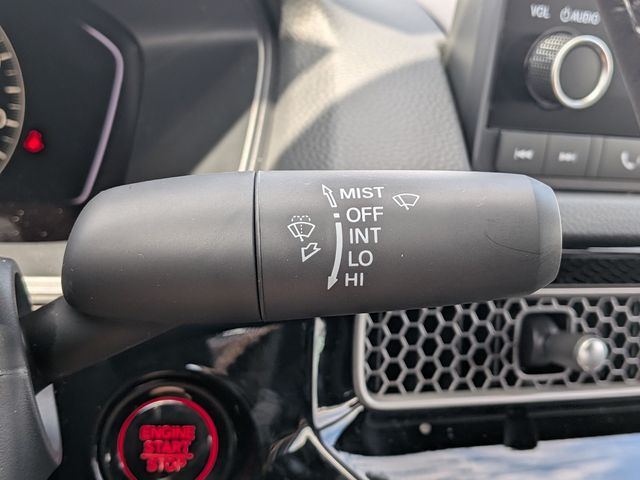 VOL AUDIO
MIST
OFF
INT
LO
HI
ENGINE
START
STOP